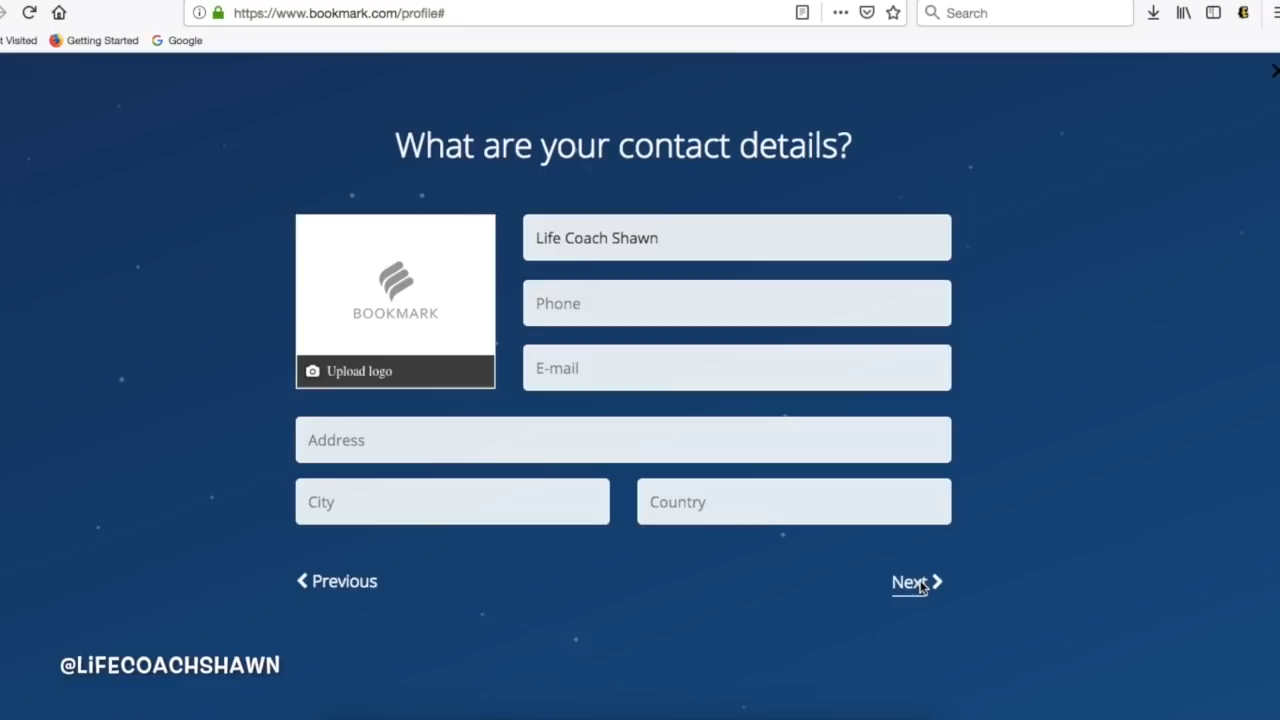 https://www.bookmark.com/profile#
Search
t Visited
Getting Started
Google
What are your contact details?
BOOKMARK
Upload logo
Life Coach Shawn
Phone
E-mail
Address
City
Country
Previous
Next
@LiFECOACHSHAWN